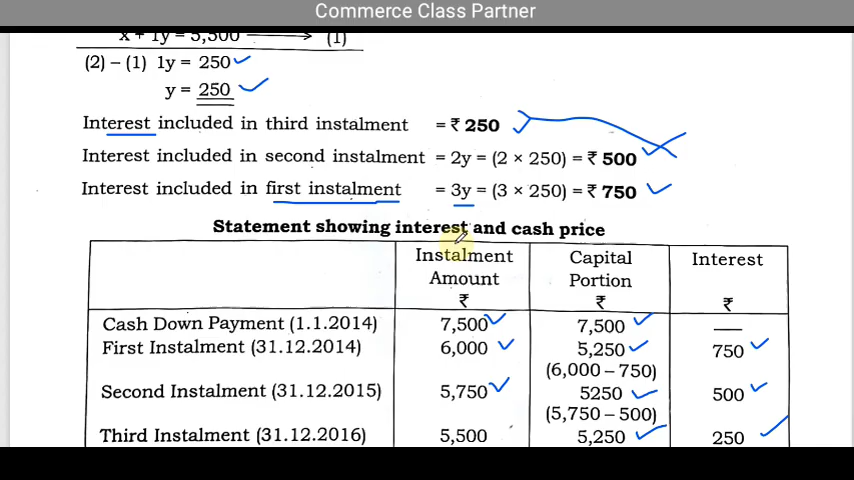 Commerce Class Partner
x + 1y = 5,500 ⟶ (1)
(2) – (1) 1y = 250
y = 250
Interest included in third instalment = ₹ 250
Interest included in second instalment = 2y = (2 × 250) = ₹ 500
Interest included in first instalment = 3y = (3 × 250) = ₹ 750
Statement showing interest and cash price
Instalment Amount ₹ Capital Portion ₹ Interest ₹
Cash Down Payment (1.1.2014) 7,500 7,500 —
First Instalment (31.12.2014) 6,000 5,250 750
(6,000 – 750)
Second Instalment (31.12.2015) 5,750 5250 500
(5,750 – 500)
Third Instalment (31.12.2016) 5,500 5,250 250